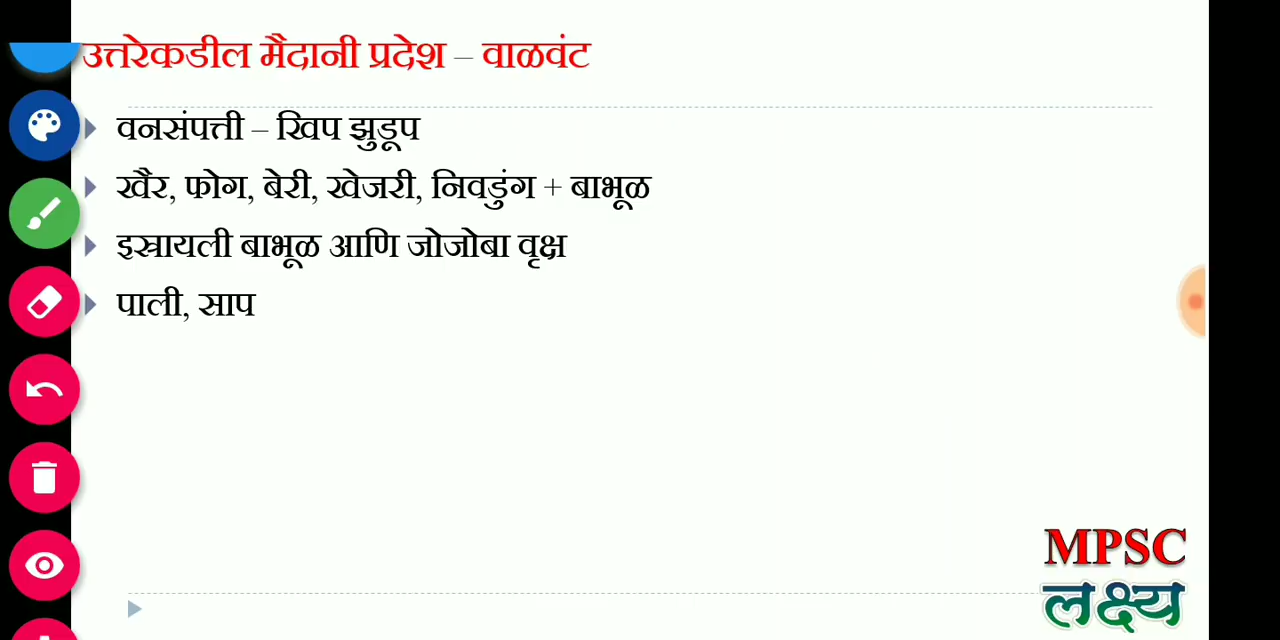 उत्तरेकडील मैदानी प्रदेश – वाळवंट
वनसंपत्ती – खिप झुडूप
खैर, फोग, बेरी, खेजरी, निवडुंग + बाभूळ
इस्रायली बाभूळ आणि जोजोबा वृक्ष
पाली, साप
MPSC
लक्ष्य